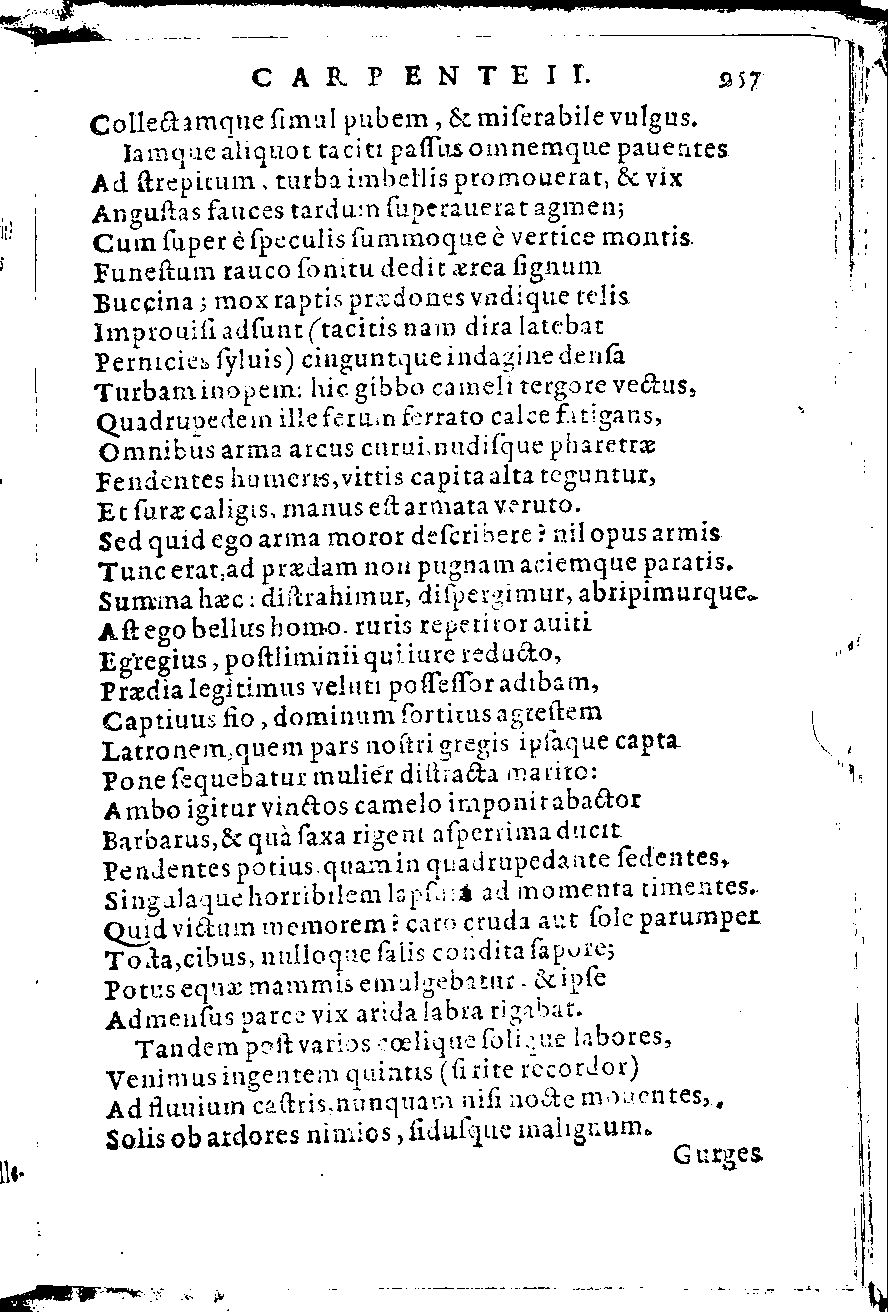 CARPENTEII. 957
Collectamque ſimul pubem, & miſerabile vulgus.
Iamque aliquot taciti paſſus omnemque pauentes
Ad ſtrepitum, turba imbellis promouerat, & vix
Anguſtas fauces tardum ſuperauerat agmen;
Cum ſuper è ſpeculis ſummoque è vertice montis
Funeſtum rauco ſonitu dedit ærea ſignum
Buccina; mox raptis prædones vndique telis
Improuiſi adſunt (tacitis nam dira latebat
Pernicies ſyluis) cinguntque indagine denſa
Turbam inopem: hic gibbo cameli tergore vectus,
Quadrupedem ille ferum ferrato calce fatigans,
Omnibus arma arcus curui, nudiſque pharetræ
Fendentes humeris, vittis capita alta teguntur,
Et ſuræ caligis, manus eſt armata veruto.
Sed quid ego arma moror deſcribere? nil opus armis
Tunc erat, ad prædam non pugnam aciemque paratis.
Summa hæc: diſtrahimur, diſpergimur, abripimurque.
Aſt ego bellus homo. ruris repetitor auiti
Egregius, poſtliminii qui iure reducto,
Prædia legitimus veluti poſſeſſor adibam,
Captiuus fio, dominum ſortitus agreſtem
Latronem, quem pars noſtri gregis ipſaque capta
Pone ſequebatur muliér diſtracta marito:
Ambo igitur vinctos camelo imponit abactor
Barbarus, & quà ſaxa rigent aſperrima ducit
Pendentes potius quam in quadrupedante ſedentes,
Singulaque horribilem lapſum ad momenta timentes.
Quid victum memorem? caro cruda aut ſole parumper
Toſta, cibus, nulloque ſalis condita ſapore;
Potus equæ mammis emulgebatur. & ipſe
Admenſus parce vix arida labra rigabat.
Tandem poſt varios cœlique ſolique labores,
Venimus ingentem quintis (ſi rite recordor)
Ad fluuium caſtris, nunquam niſi nocte mouentes,
Solis ob ardores nimios, ſiduſque malignum.
Gurges